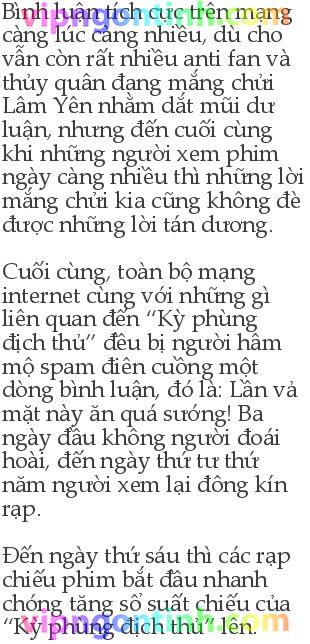 Bình luận tích cực trên mạng
càng lúc càng nhiều, dù cho
vẫn còn rất nhiều anti fan và
thủy quân đang mắng chửi
Lâm Yên nhằm dắt mũi dư
luận, nhưng đến cuối cùng
khi những người xem phim
ngày càng nhiều thì những lời
mắng chửi kia cũng không đè
được những lời tán dương.
Cuối cùng, toàn bộ mạng
internet cùng với những gì
liên quan đến “Kỳ phùng
địch thủ” đều bị người hâm
mộ spam điên cuồng một
dòng bình luận, đó là: Lần vả
mặt này ăn quá sướng! Ba
ngày đầu không người đoái
hoài, đến ngày thứ tư thứ
năm người xem lại đông kín
rạp.
Đến ngày thứ sáu thì các rạp
chiếu phim bắt đầu nhanh
chóng tăng số suất chiếu của
“Kỳ phùng địch thủ” lên.
vipngontinh.com
vipngontinh.com